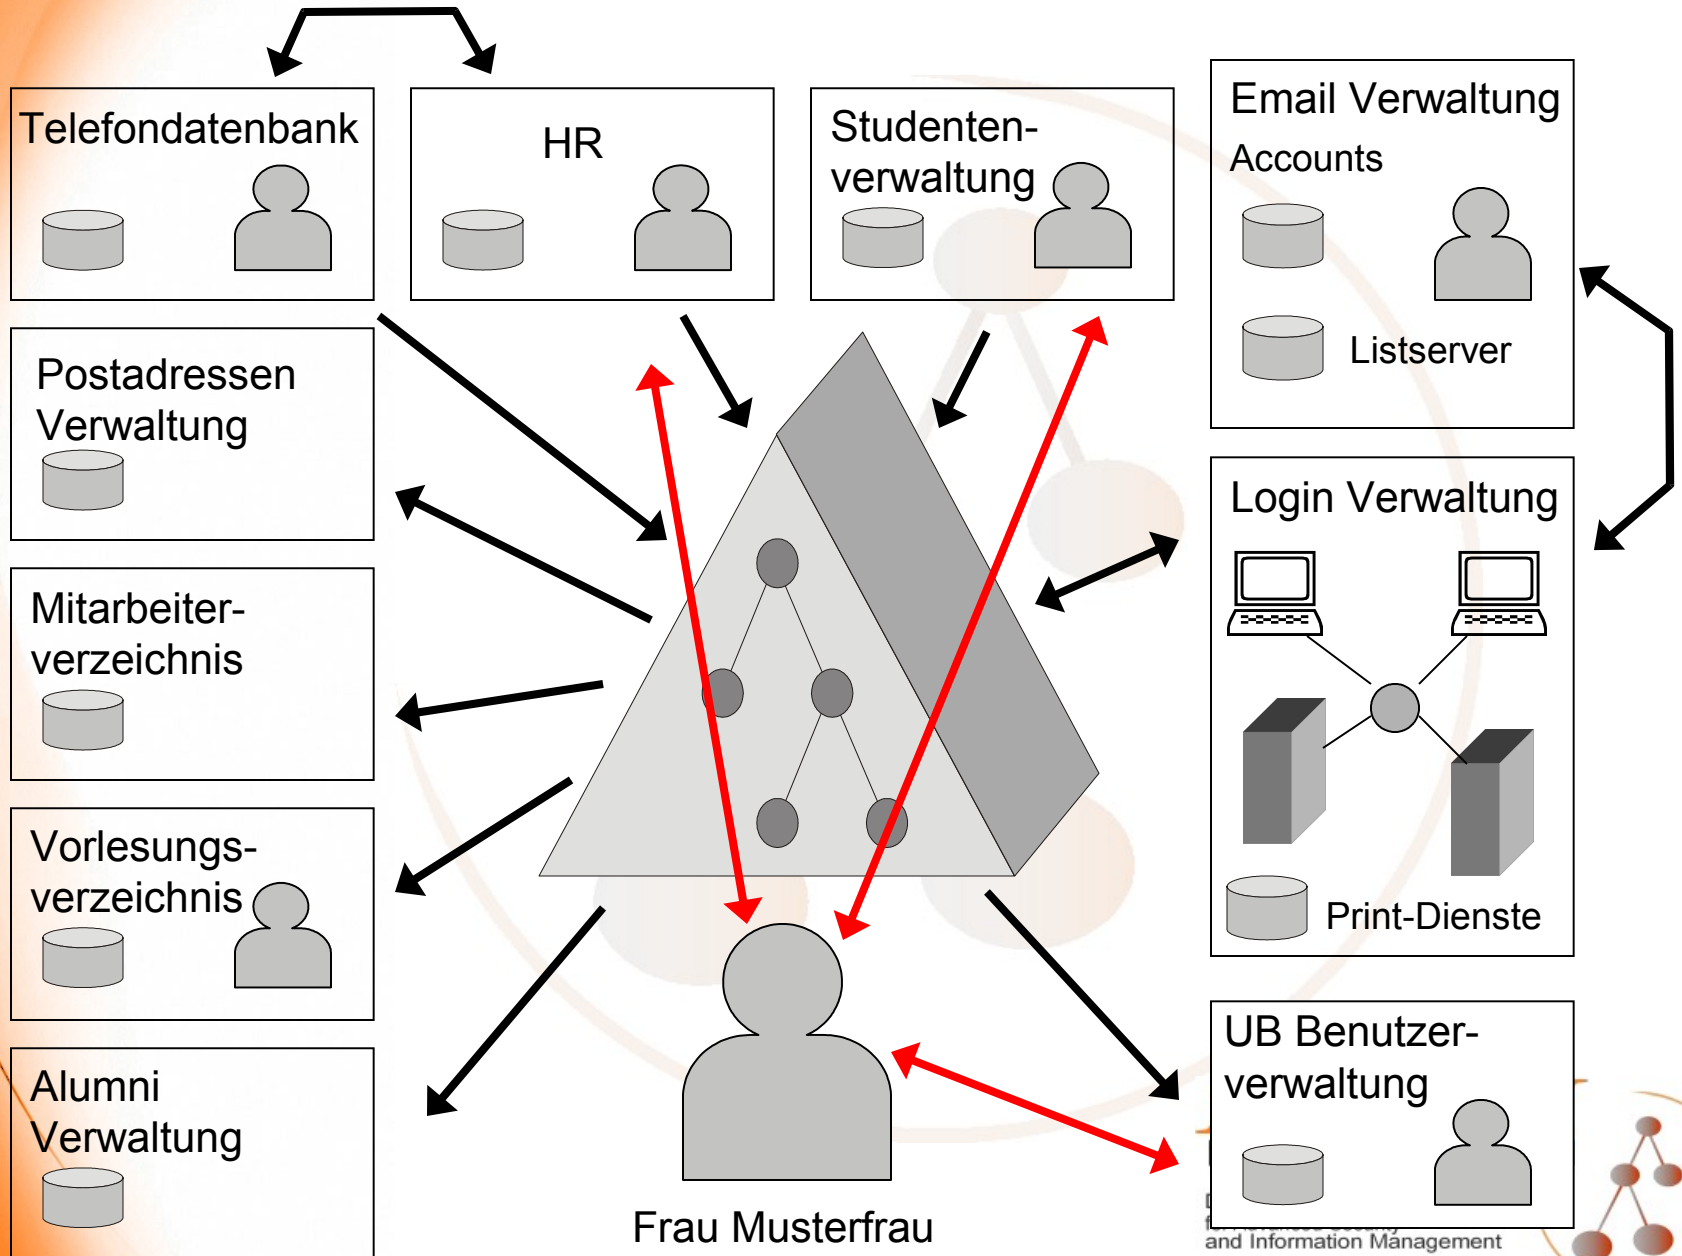 Telefondatenbank
HR
Studenten-
verwaltung
Email Verwaltung
Accounts
Listserver
Postadressen
Verwaltung
Login Verwaltung
Print-Dienste
Mitarbeiter-
verzeichnis
Vorlesungs-
verzeichnis
Alumni
Verwaltung
Frau Musterfrau
UB Benutzer-
verwaltung
and Information Management